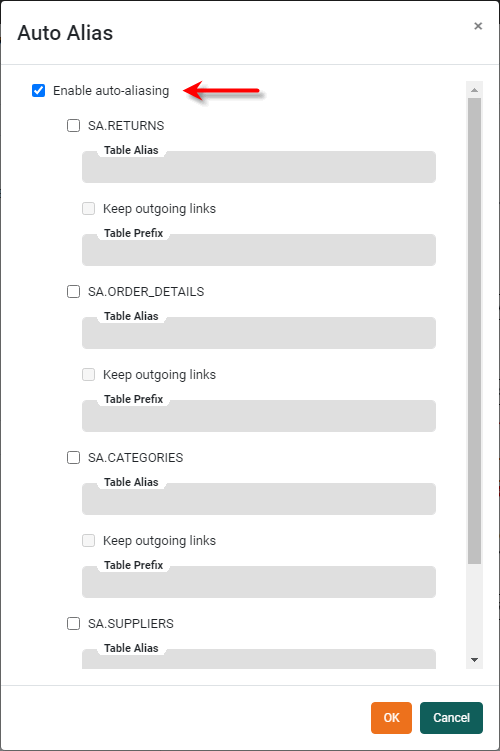 Auto Alias
×
Enable auto-aliasing
SA.RETURNS
Table Alias
Keep outgoing links
Table Prefix
SA.ORDER_DETAILS
Table Alias
Keep outgoing links
Table Prefix
SA.CATEGORIES
Table Alias
Keep outgoing links
Table Prefix
SA.SUPPLIERS
Table Alias
OK Cancel